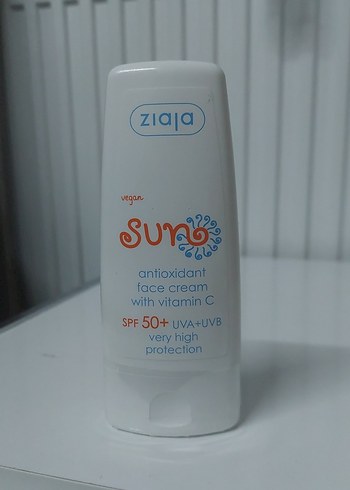 ziaja
vegan
sun
antioxidant
face cream
with vitamin C
SPF 50+ UVA+UVB
very high
protection